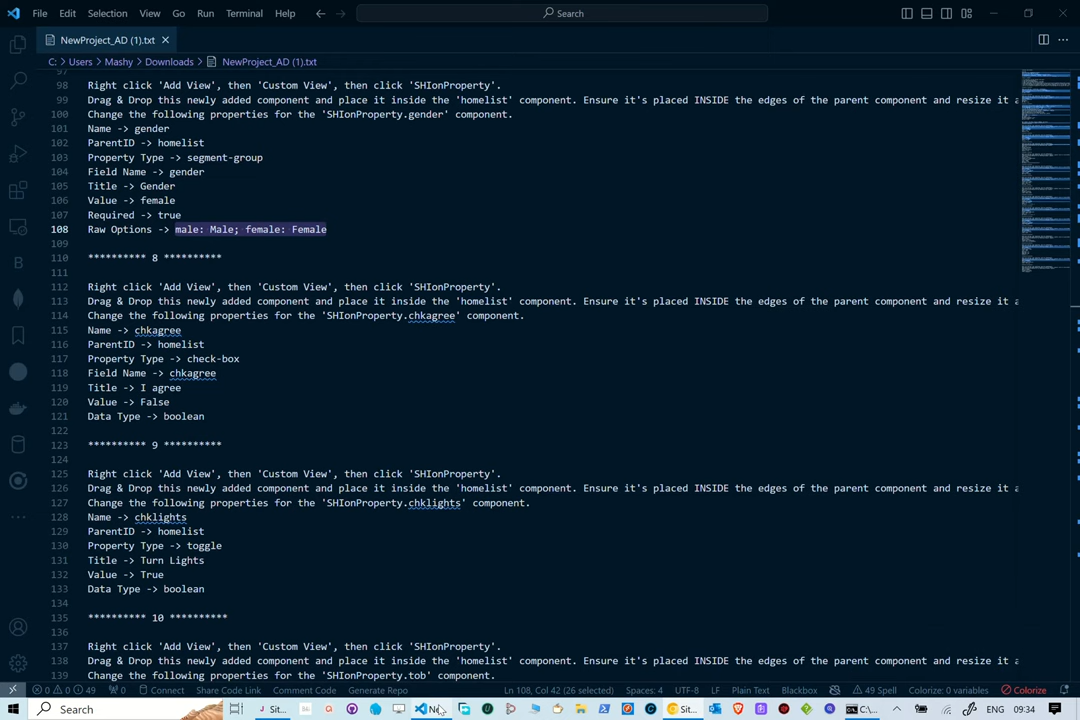 File Edit Selection View Go Run Terminal Help
Search
NewProject_AD (1).txt
C: > Users > Mashy > Downloads > NewProject_AD (1).txt
97
98 Right click 'Add View', then 'Custom View', then click 'SHIonProperty'.
99 Drag & Drop this newly added component and place it inside the 'homelist' component. Ensure it's placed INSIDE the edges of the parent component and resize it a
100 Change the following properties for the 'SHIonProperty.gender' component.
101 Name -> gender
102 ParentID -> homelist
103 Property Type -> segment-group
104 Field Name -> gender
105 Title -> Gender
106 Value -> female
107 Required -> true
108 Raw Options -> male: Male; female: Female
109
110 ********** 8 **********
111
112 Right click 'Add View', then 'Custom View', then click 'SHIonProperty'.
113 Drag & Drop this newly added component and place it inside the 'homelist' component. Ensure it's placed INSIDE the edges of the parent component and resize it a
114 Change the following properties for the 'SHIonProperty.chkagree' component.
115 Name -> chkagree
116 ParentID -> homelist
117 Property Type -> check-box
118 Field Name -> chkagree
119 Title -> I agree
120 Value -> False
121 Data Type -> boolean
122
123 ********** 9 **********
124
125 Right click 'Add View', then 'Custom View', then click 'SHIonProperty'.
126 Drag & Drop this newly added component and place it inside the 'homelist' component. Ensure it's placed INSIDE the edges of the parent component and resize it a
127 Change the following properties for the 'SHIonProperty.chklights' component.
128 Name -> chklights
129 ParentID -> homelist
130 Property Type -> toggle
131 Title -> Turn Lights
132 Value -> True
133 Data Type -> boolean
134
135 ********** 10 **********
136
137 Right click 'Add View', then 'Custom View', then click 'SHIonProperty'.
138 Drag & Drop this newly added component and place it inside the 'homelist' component. Ensure it's placed INSIDE the edges of the parent component and resize it a
139 Change the following properties for the 'SHIonProperty.tob' component.
0 0 49 0 Connect Share Code Link Comment Code Generate Repo Ln 108, Col 42 (26 selected) Spaces: 4 UTF-8 LF Plain Text Blackbox 49 Spell Colorize: 0 variables Colorize
Search Sit... Ne Sit... C:\... ENG 09:34